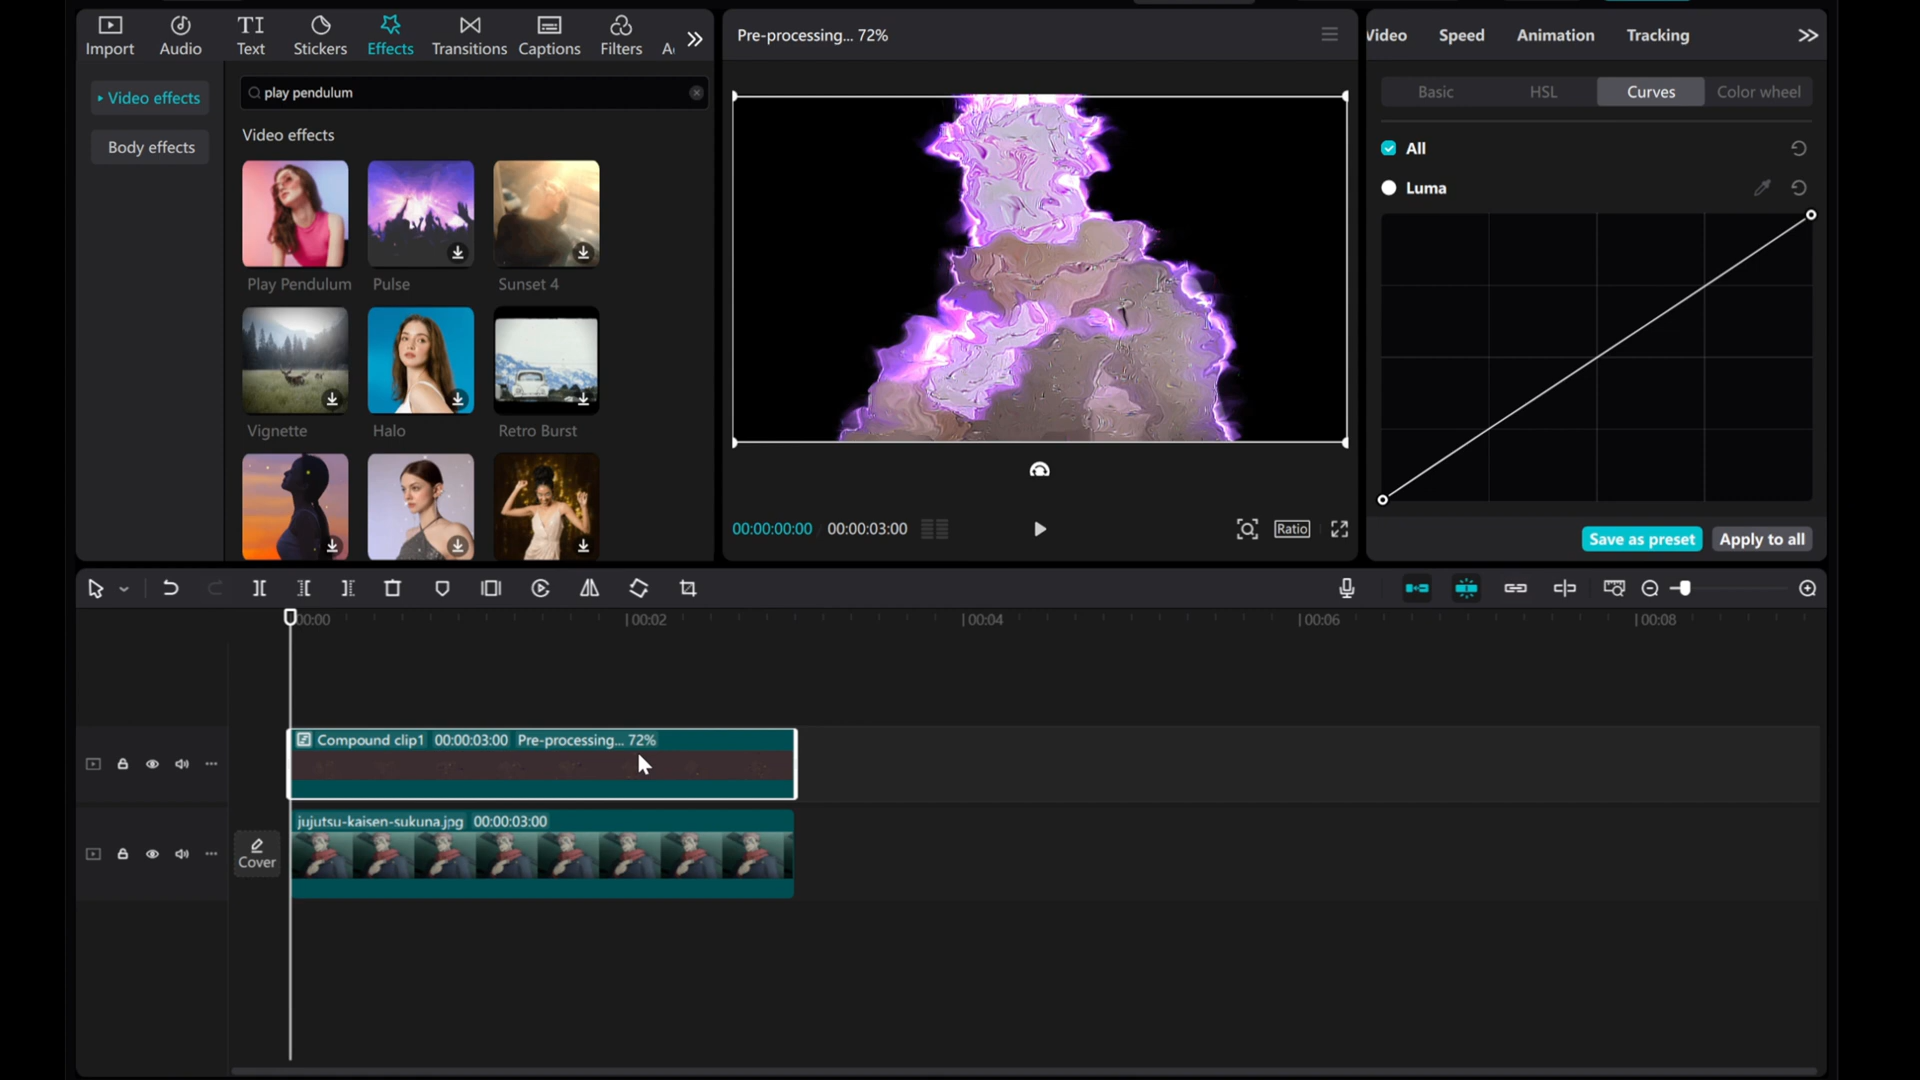 Import
Audio
Text
Stickers
Effects
Transitions
Captions
Filters
Video effects
Body effects
play pendulum
Video effects
Play Pendulum
Pulse
Sunset 4
Vignette
Halo
Retro Burst
Pre-processing... 72%
00:00:00:00
00:00:03:00
Ratio
Video
Speed
Animation
Tracking
Basic
HSL
Curves
Color wheel
All
Luma
Save as preset
Apply to all
00:00
00:02
00:04
00:06
00:08
Compound clip1 00:00:03:00 Pre-processing... 72%
Cover
jujutsu-kaisen-sukuna.jpg 00:00:03:00